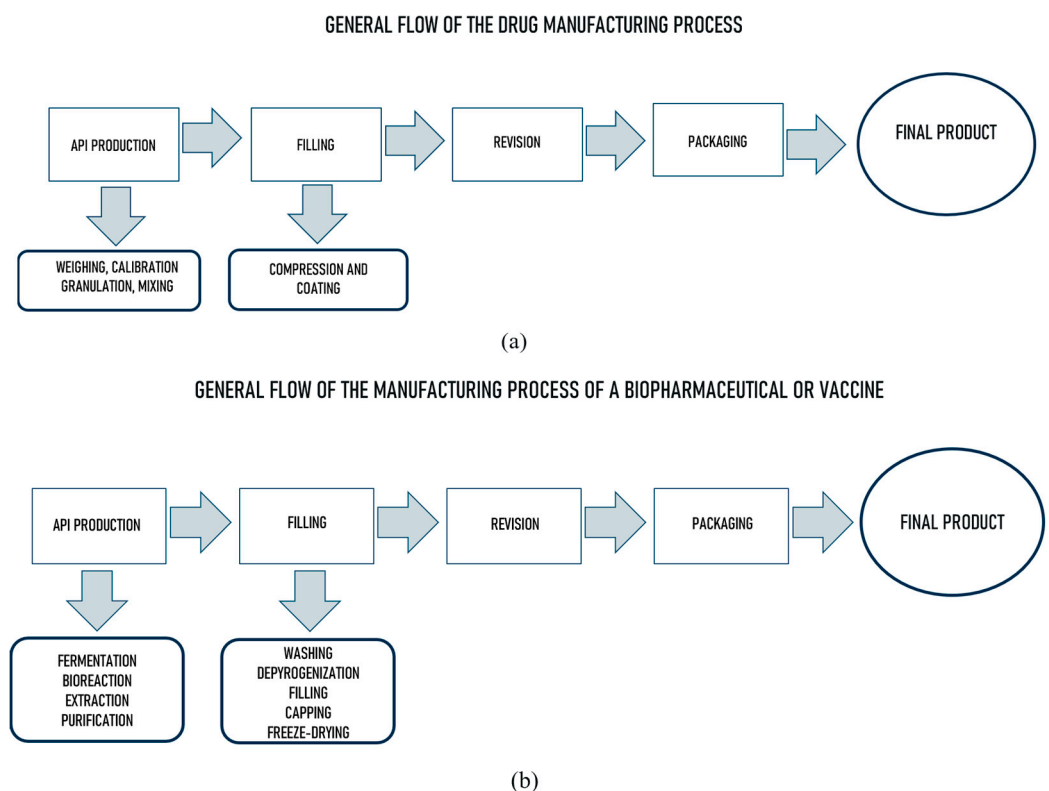 GENERAL FLOW OF THE DRUG MANUFACTURING PROCESS
API PRODUCTION
FILLING
REVISION
PACKAGING
FINAL PRODUCT
WEIGHING, CALIBRATION
GRANULATION, MIXING
COMPRESSION AND
COATING
(a)
GENERAL FLOW OF THE MANUFACTURING PROCESS OF A BIOPHARMACEUTICAL OR VACCINE
API PRODUCTION
FILLING
REVISION
PACKAGING
FINAL PRODUCT
FERMENTATION
BIOREACTION
EXTRACTION
PURIFICATION
WASHING
DEPYROGENIZATION
FILLING
CAPPING
FREEZE-DRYING
(b)